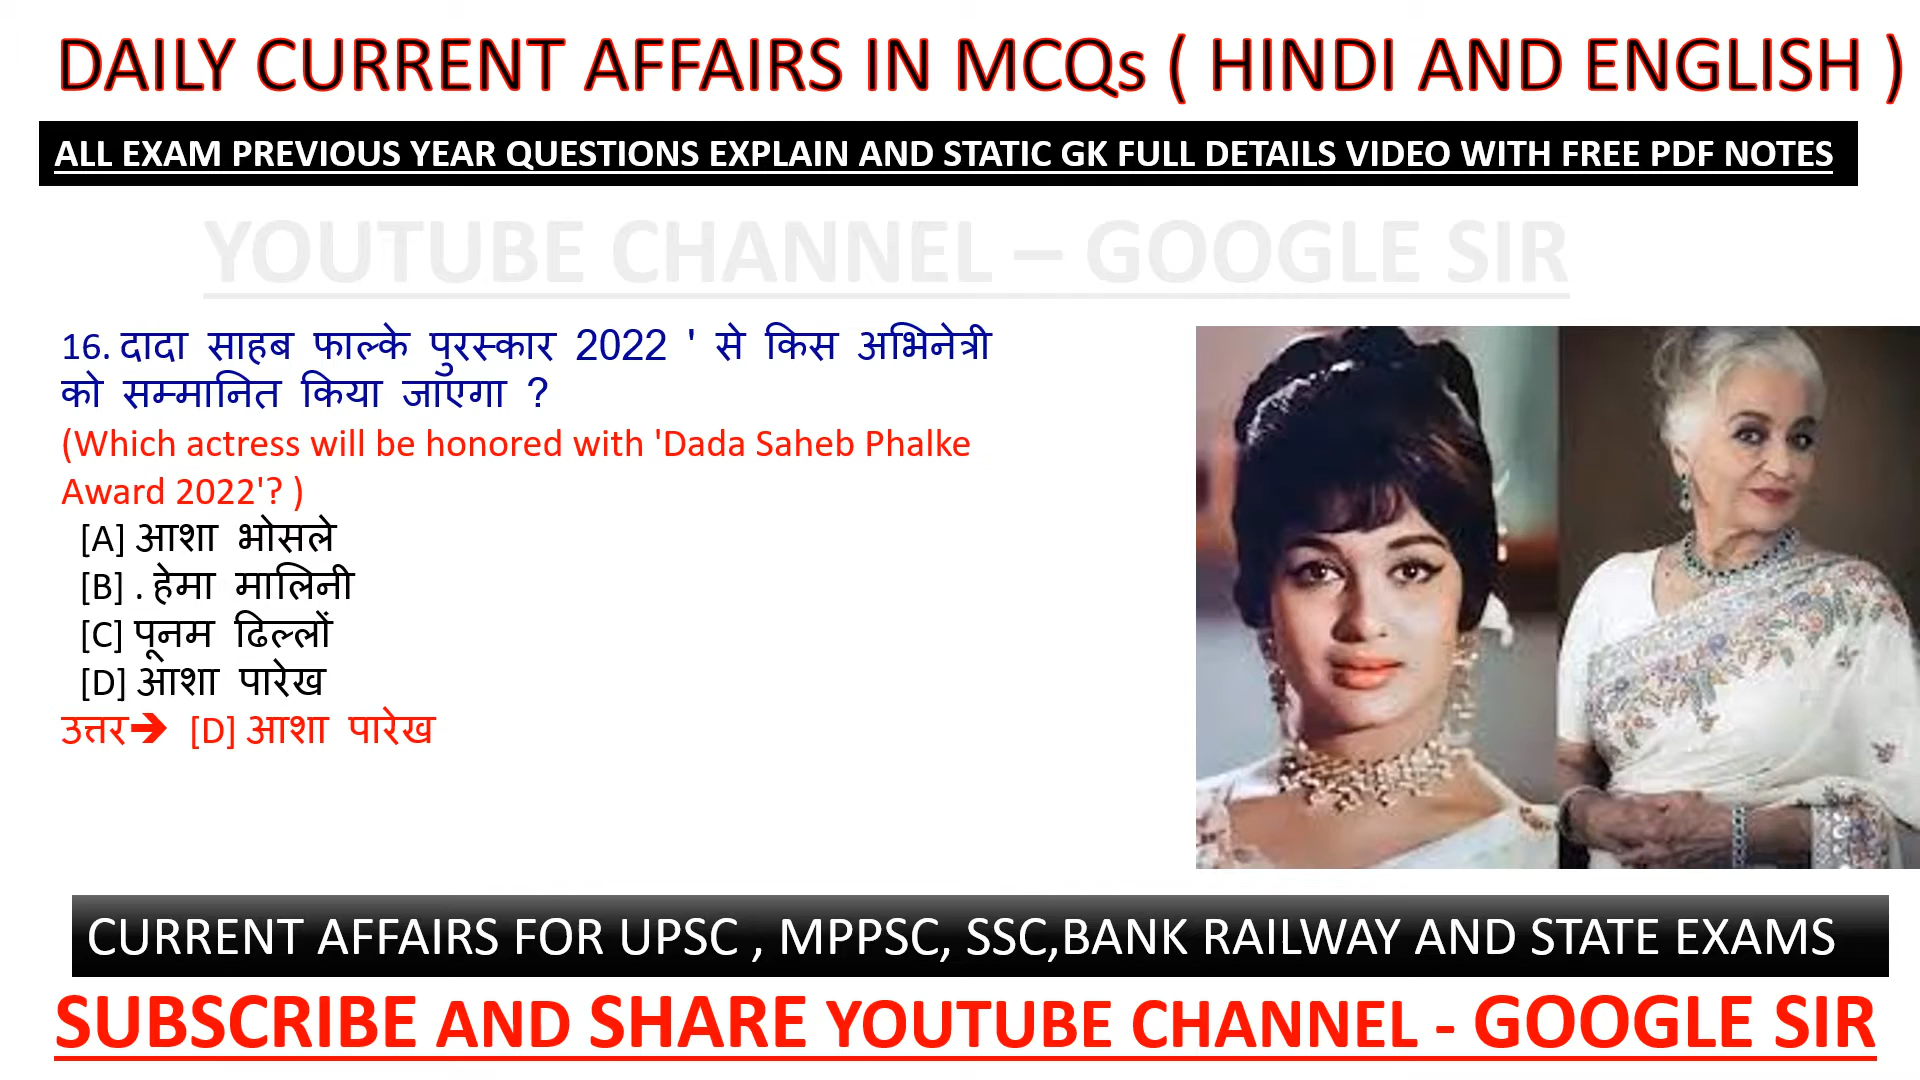 DAILY CURRENT AFFAIRS IN MCQs ( HINDI AND ENGLISH )
ALL EXAM PREVIOUS YEAR QUESTIONS EXPLAIN AND STATIC GK FULL DETAILS VIDEO WITH FREE PDF NOTES
YOUTUBE CHANNEL – GOOGLE SIR
16. दादा साहब फाल्के पुरस्कार 2022 ' से किस अभिनेत्री
को सम्मानित किया जाएगा ?
(Which actress will be honored with 'Dada Saheb Phalke
Award 2022'? )
[A] आशा भोसले
[B] . हेमा मालिनी
[C] पूनम ढिल्लों
[D] आशा पारेख
उत्तर➔ [D] आशा पारेख
CURRENT AFFAIRS FOR UPSC , MPPSC, SSC,BANK RAILWAY AND STATE EXAMS
SUBSCRIBE AND SHARE YOUTUBE CHANNEL - GOOGLE SIR